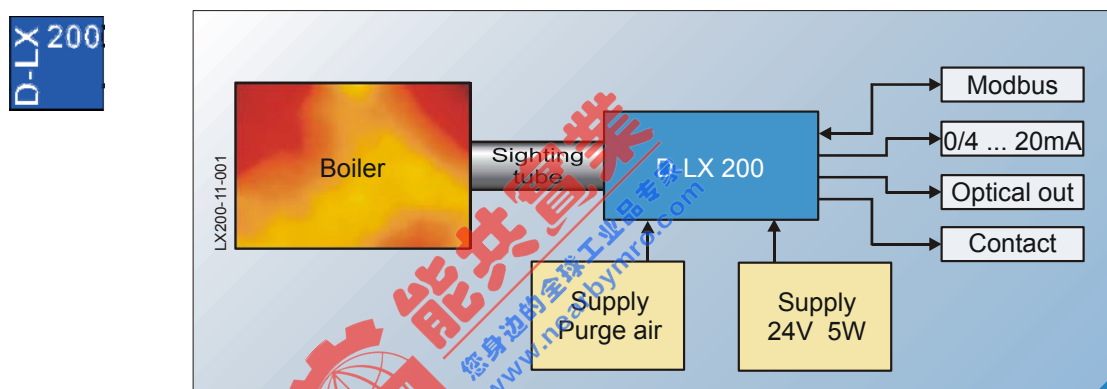 D-LX 200
LX200-11-001
Boiler
Sighting
tube
D-LX 200
Modbus
0/4 ... 20mA
Optical out
Contact
Supply
Purge air
Supply
24V 5W
能共實業
您身边的全球工业品专家
www.nearbymro.com